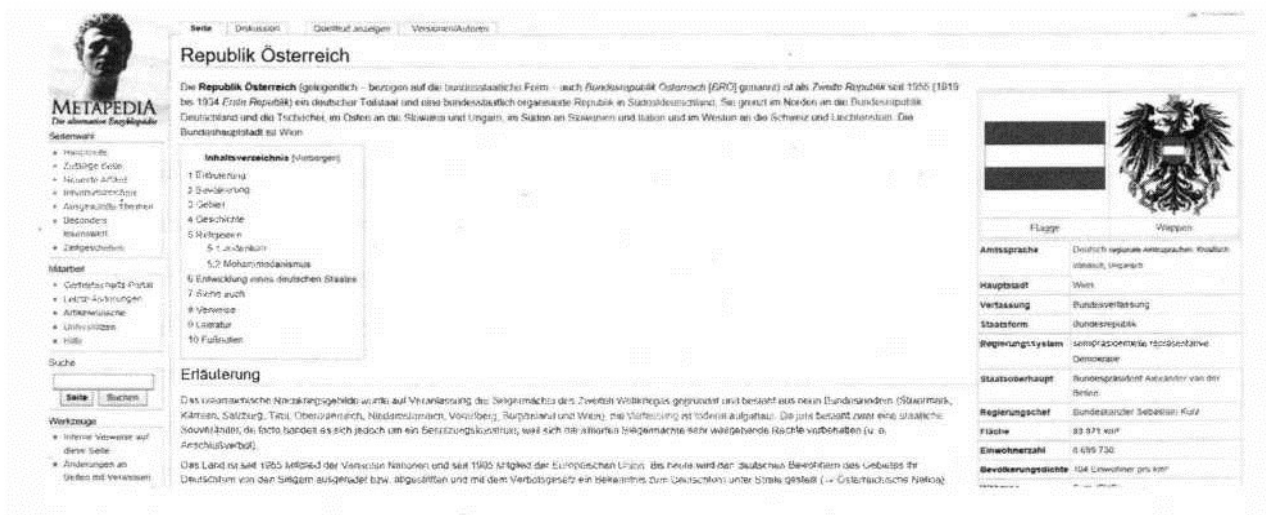 Seite Diskussion Quelltext anzeigen Versionen/Autoren
METAPEDIA
Die alternative Enzyklopädie
Seitenwahl
Hauptseite
Zufällige Seite
Neueste Artikel
Inhaltsverzeichnis
Ausgewählte Themen
Besonders
lesenswert
Zeitgeschehen
Mitarbeit
Gemeinschafts-Portal
Letzte Änderungen
Artikelwünsche
Unterstützen
Hilfe
Suche
Seite Suchen
Werkzeuge
Interne Verweise auf
diese Seite
Änderungen an
Seiten mit Verweisen
Republik Österreich
Die Republik Österreich (gelegentlich – bezogen auf die bundesstaatliche Form – auch Bundesrepublik Österreich [BRÖ] genannt) ist als Zweite Republik seit 1955 (1919
bis 1934 Erste Republik) ein deutscher Teilstaat und eine bundesstaatlich organisierte Republik in Südostdeutschland. Sie grenzt im Norden an die Bundesrepublik
Deutschland und die Tschechei, im Osten an die Slowakei und Ungarn, im Süden an Slowenien und Italien und im Westen an die Schweiz und Liechtenstein. Die
Bundeshauptstadt ist Wien
Inhaltsverzeichnis [Verbergen]
1 Erläuterung
2 Bevölkerung
3 Gebiet
4 Geschichte
5 Religionen
5.1 Judentum
5.2 Mohammedanismus
6 Entwicklung eines deutschen Staates
7 Siehe auch
8 Verweise
9 Literatur
10 Fußnoten
Erläuterung
Das österreichische Nachkriegsgebilde wurde auf Veranlassung der Siegermächte des Zweiten Weltkrieges gegründet und besteht aus neun Bundesländern (Steiermark,
Kärnten, Salzburg, Tirol, Oberösterreich, Niederösterreich, Vorarlberg, Burgenland und Wien), die Verfassung ist föderal aufgebaut. De jure besteht zwar eine staatliche
Souveränität, de facto handelt es sich jedoch um ein Besatzungskonstrukt, weil sich die alliierten Siegermächte sehr weitgehende Rechte vorbehalten (u. a.
Anschlußverbot).
Das Land ist seit 1955 Mitglied der Vereinten Nationen und seit 1995 Mitglied der Europäischen Union. Bis heute wird den deutschen Bewohnern des Gebietes ihr
Deutschtum von den Siegern ausgeredet bzw. abgestritten und mit dem Verbotsgesetz ein Bekenntnis zum Deutschtum unter Strafe gestellt (→ Österreichische Nation)
Flagge Wappen
Amtssprache Deutsch regionale Amtssprachen: Kroatisch
Slowenisch, Ungarisch
Hauptstadt Wien
Verfassung Bundesverfassung
Staatsform Bundesrepublik
Regierungssystem semipräsidentielle repräsentative
Demokratie
Staatsoberhaupt Bundespräsident Alexander van der
Bellen
Regierungschef Bundeskanzler Sebastian Kurz
Fläche 83 871 km²
Einwohnerzahl 8 699 730
Bevölkerungsdichte 104 Einwohner pro km²